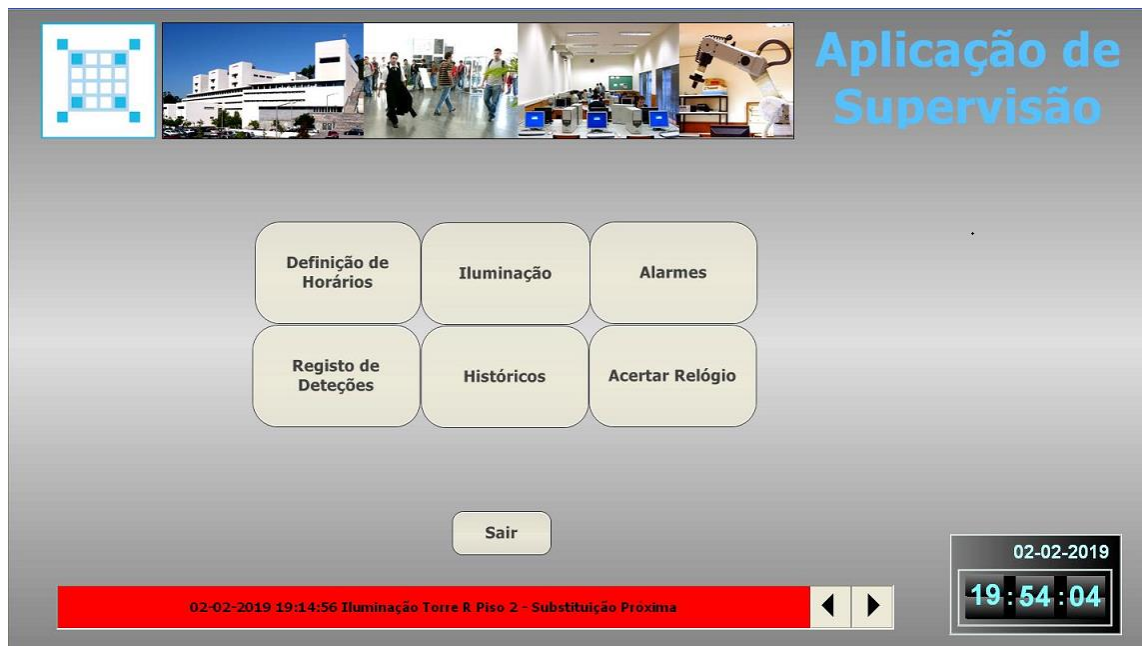 Aplicação de
Supervisão
Definição de
Horários
Iluminação
Alarmes
Registo de
Deteções
Históricos
Acertar Relógio
Sair
02-02-2019
19:54:04
02-02-2019 19:14:56 Iluminação Torre R Piso 2 - Substituição Próxima